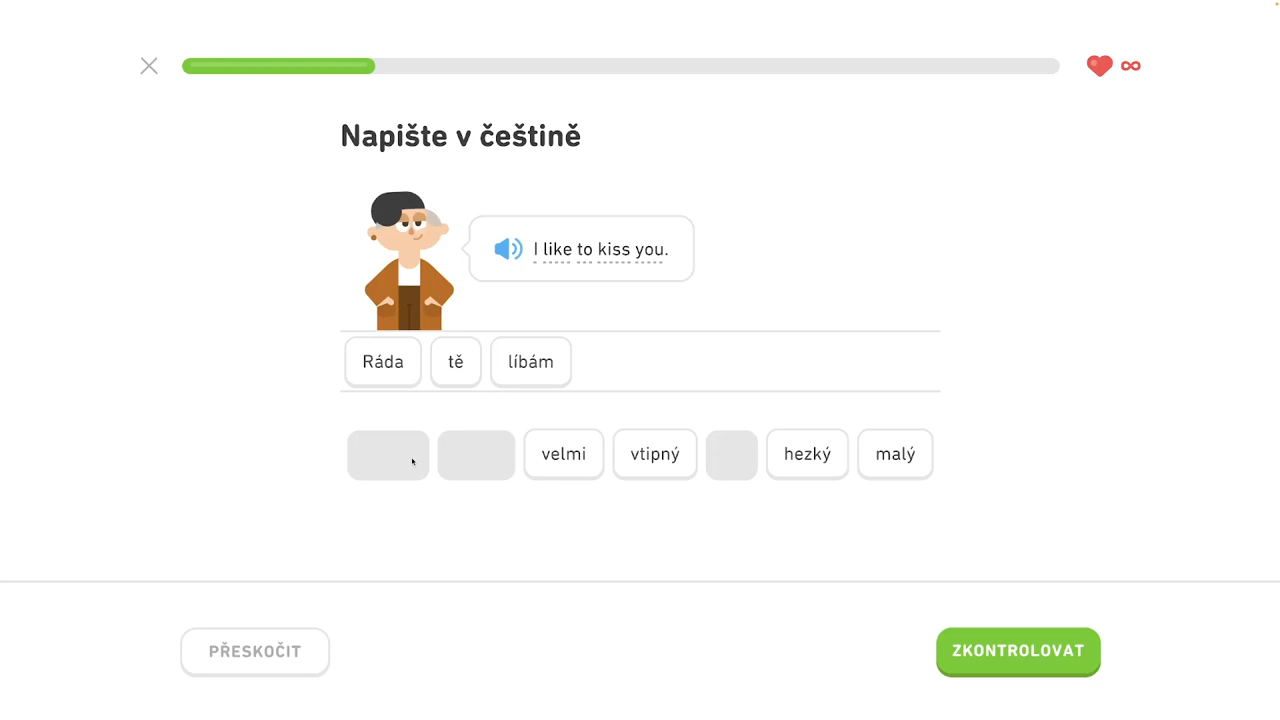 Napište v češtině
I like to kiss you.
Ráda tě líbám
velmi vtipný hezký malý
PŘESKOČIT ZKONTROLOVAT